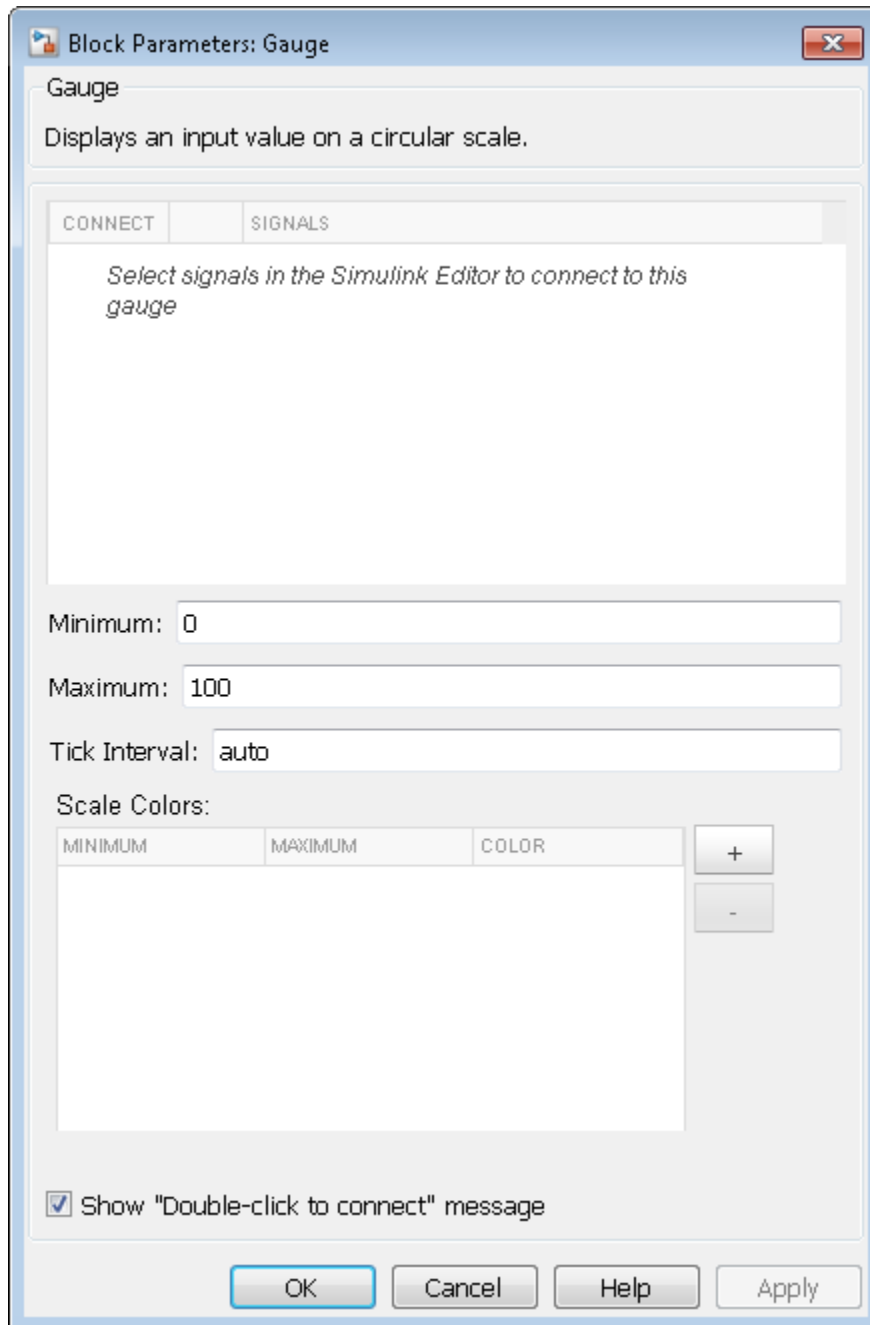 Block Parameters: Gauge
Gauge
Displays an input value on a circular scale.
CONNECT SIGNALS
Select signals in the Simulink Editor to connect to this
gauge
Minimum: 0
Maximum: 100
Tick Interval: auto
Scale Colors:
MINIMUM MAXIMUM COLOR
+
-
Show "Double-click to connect" message
OK Cancel Help Apply